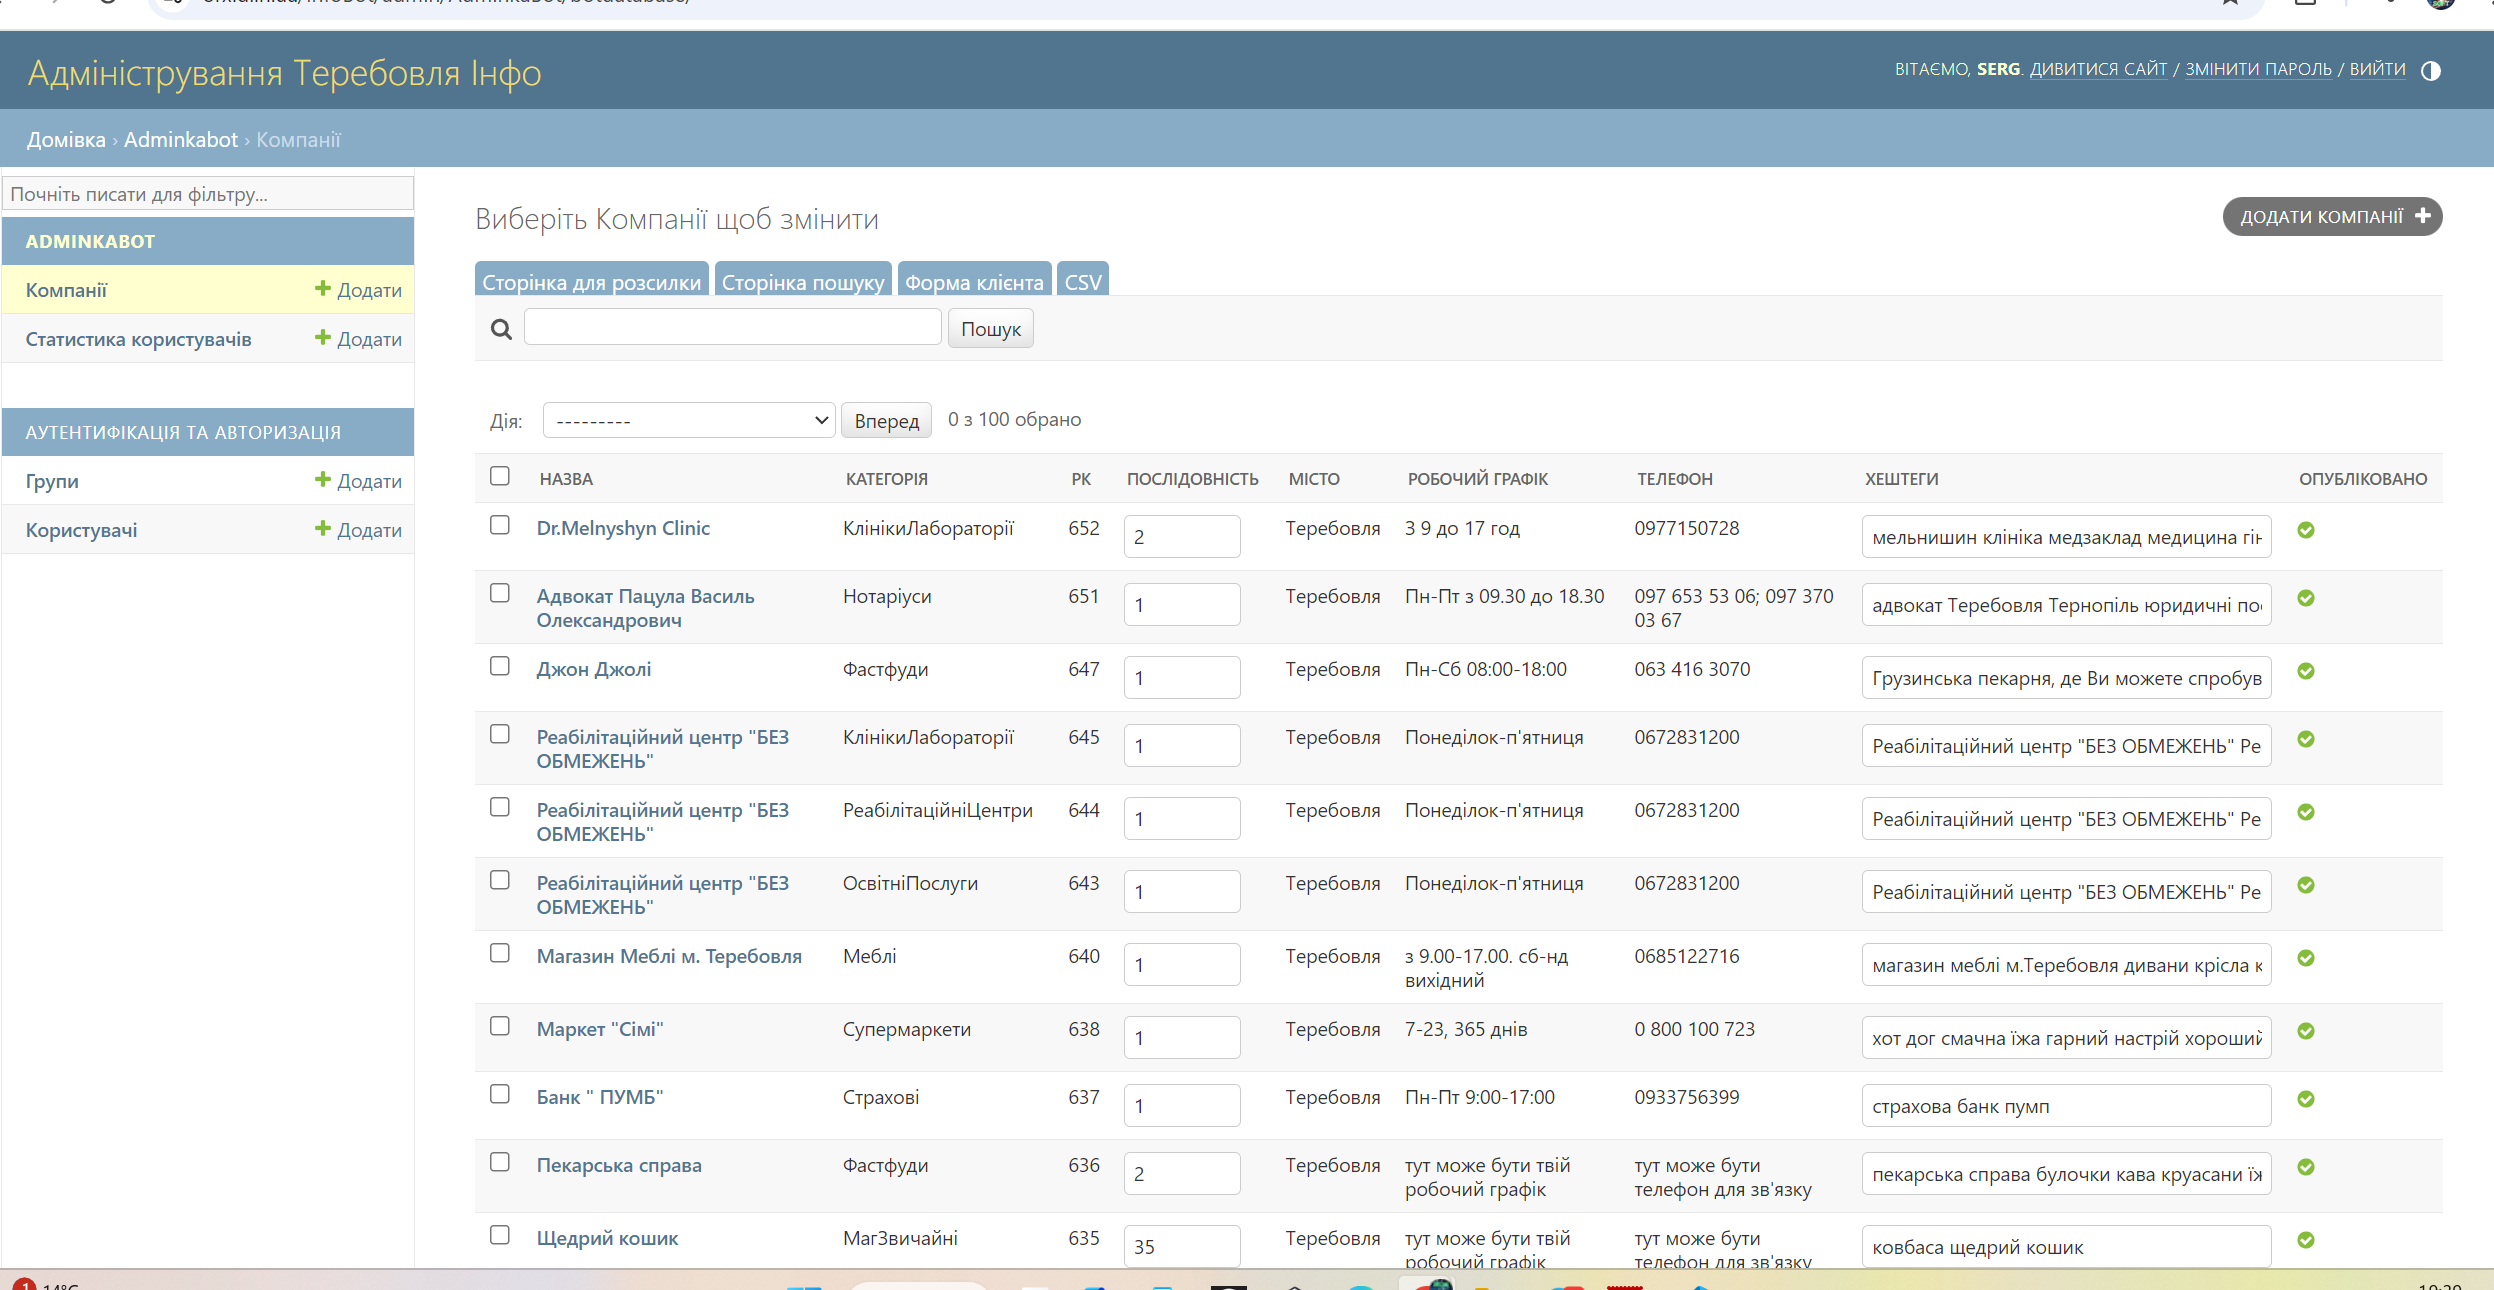 Адміністрування Теребовля Інфо
ВІТАЄМО, SERG. ДИВИТИСЯ САЙТ / ЗМІНИТИ ПАРОЛЬ / ВИЙТИ
Домівка › Adminkabot › Компанії
Почніть писати для фільтру...
ADMINKABOT
Компанії Додати
Статистика користувачів Додати
АУТЕНТИФІКАЦІЯ ТА АВТОРИЗАЦІЯ
Групи Додати
Користувачі Додати
Виберіть Компанії щоб змінити
ДОДАТИ КОМПАНІЇ
Сторінка для розсилки Сторінка пошуку Форма клієнта CSV
Пошук
Дія: --------- Вперед 0 з 100 обрано
НАЗВА КАТЕГОРІЯ PK ПОСЛІДОВНІСТЬ МІСТО РОБОЧИЙ ГРАФІК ТЕЛЕФОН ХЕШТЕГИ ОПУБЛІКОВАНО
Dr.Melnyshyn Clinic КлінікиЛабораторії 652 2 Теребовля З 9 до 17 год 0977150728 мельнишин клініка медзаклад медицина гін
Адвокат Пацула Василь Нотаріуси 651 1 Теребовля Пн-Пт з 09.30 до 18.30 097 653 53 06; 097 370 адвокат Теребовля Тернопіль юридичні пос
Олександрович 03 67
Джон Джолі Фастфуди 647 1 Теребовля Пн-Сб 08:00-18:00 063 416 3070 Грузинська пекарня, де Ви можете спробув
Реабілітаційний центр "БЕЗ КлінікиЛабораторії 645 1 Теребовля Понеділок-п'ятниця 0672831200 Реабілітаційний центр "БЕЗ ОБМЕЖЕНЬ" Ре
ОБМЕЖЕНЬ"
Реабілітаційний центр "БЕЗ РеабілітаційніЦентри 644 1 Теребовля Понеділок-п'ятниця 0672831200 Реабілітаційний центр "БЕЗ ОБМЕЖЕНЬ" Ре
ОБМЕЖЕНЬ"
Реабілітаційний центр "БЕЗ ОсвітніПослуги 643 1 Теребовля Понеділок-п'ятниця 0672831200 Реабілітаційний центр "БЕЗ ОБМЕЖЕНЬ" Ре
ОБМЕЖЕНЬ"
Магазин Меблі м. Теребовля Меблі 640 1 Теребовля з 9.00-17.00. сб-нд 0685122716 магазин меблі м.Теребовля дивани крісла к
вихідний
Маркет "Сімі" Супермаркети 638 1 Теребовля 7-23, 365 днів 0 800 100 723 хот дог смачна їжа гарний настрій хороший
Банк " ПУМБ" Страхові 637 1 Теребовля Пн-Пт 9:00-17:00 0933756399 страхова банк пумп
Пекарська справа Фастфуди 636 2 Теребовля тут може бути твій тут може бути пекарська справа булочки кава круасани їж
робочий графік телефон для зв'язку
Щедрий кошик МагЗвичайні 635 35 Теребовля тут може бути твій тут може бути ковбаса щедрий кошик
робочий графік телефон для зв'язку